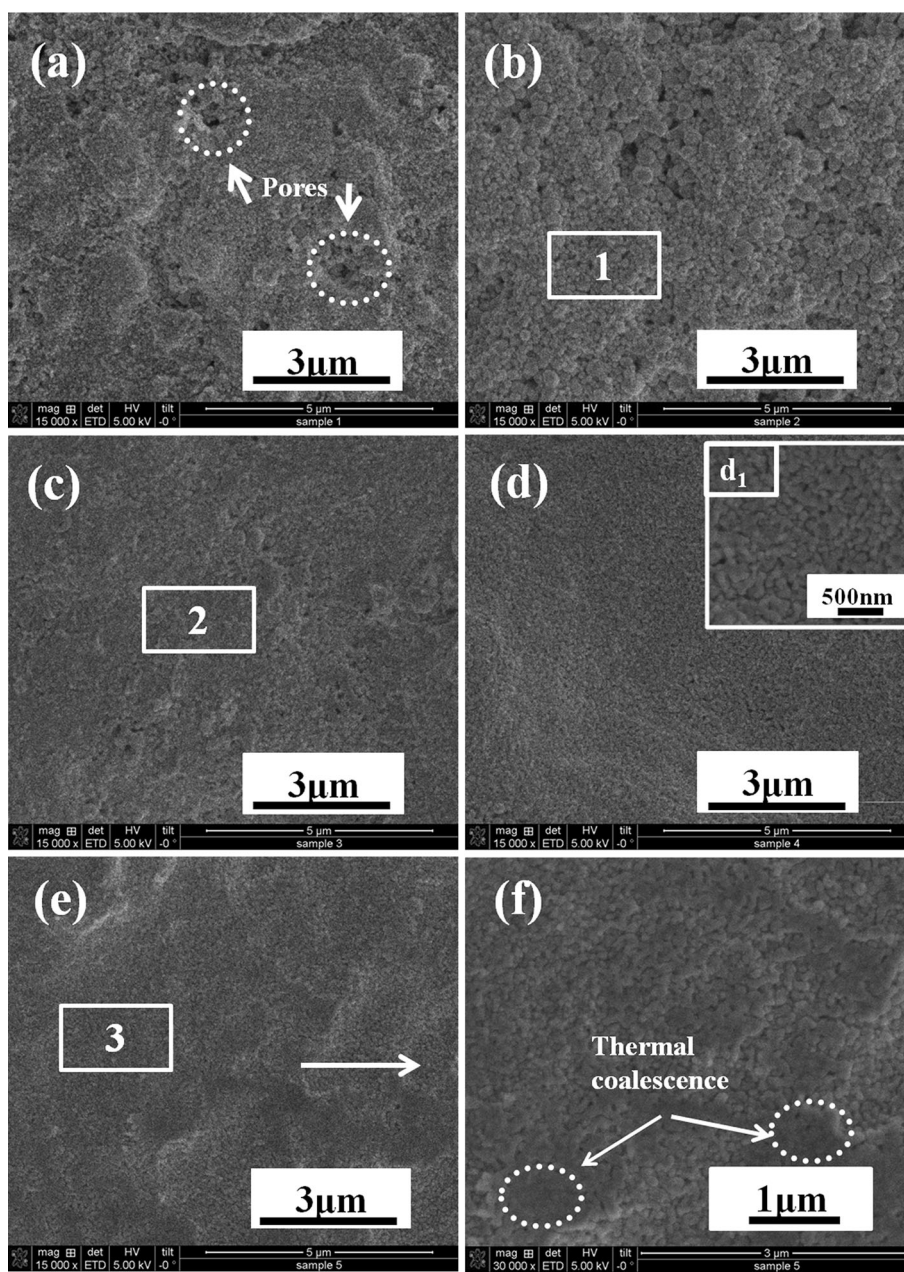 (a)
Pores
3μm
mag ⊞ det HV tilt 5 μm
15 000 x ETD 5.00 kV -0 ° sample 1
(b)
1
3μm
mag ⊞ det HV tilt 5 μm
15 000 x ETD 5.00 kV -0 ° sample 2
(c)
2
3μm
mag ⊞ det HV tilt 5 μm
15 000 x ETD 5.00 kV -0 ° sample 3
(d)
d1
500nm
3μm
mag ⊞ det HV tilt 5 μm
15 000 x ETD 5.00 kV -0 ° sample 4
(e)
3
3μm
mag ⊞ det HV tilt 5 μm
15 000 x ETD 5.00 kV -0 ° sample 5
(f)
Thermal
coalescence
1μm
mag ⊞ det HV tilt 3 μm
30 000 x ETD 5.00 kV -0 ° sample 5